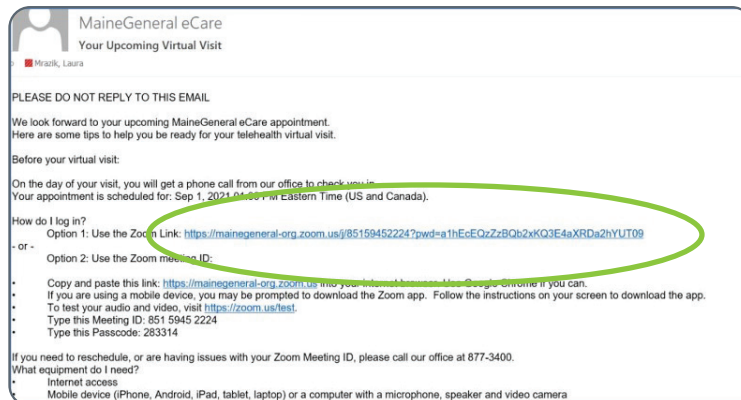 MaineGeneral eCare
Your Upcoming Virtual Visit
Mrazik, Laura
PLEASE DO NOT REPLY TO THIS EMAIL
We look forward to your upcoming MaineGeneral eCare appointment.
Here are some tips to help you be ready for your telehealth virtual visit.
Before your virtual visit:
On the day of your visit, you will get a phone call from our office to check you in
Your appointment is scheduled for: Sep 1, 2021 PM Eastern Time (US and Canada).
How do I log in?
Option 1: Use the Zoom Link: https://mainegeneral-org.zoom.us/j/85159452224?pwd=a1hEcEQzZzBQb2xKQ3E4aXRDa2hYUT09
- or -
Option 2: Use the Zoom meeting ID:
• Copy and paste this link: https://mainegeneral-org.zoom.us into your internet browser. Use Google Chrome if you can.
• If you are using a mobile device, you may be prompted to download the Zoom app. Follow the instructions on your screen to download the app.
• To test your audio and video, visit https://zoom.us/test.
• Type this Meeting ID: 851 5945 2224
• Type this Passcode: 283314
If you need to reschedule, or are having issues with your Zoom Meeting ID, please call our office at 877-3400.
What equipment do I need?
• Internet access
• Mobile device (iPhone, Android, iPad, tablet, laptop) or a computer with a microphone, speaker and video camera